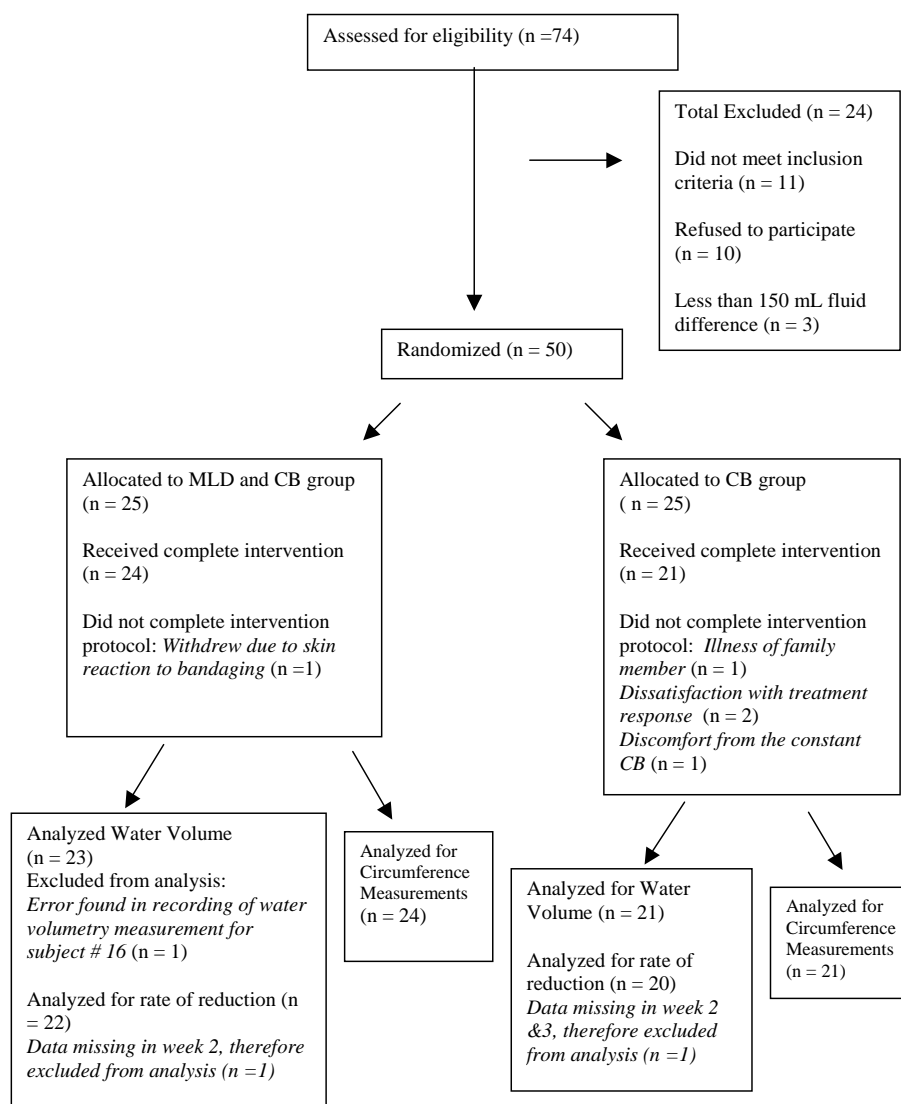 Assessed for eligibility (n =74)
Total Excluded (n = 24)
Did not meet inclusion
criteria (n = 11)
Refused to participate
(n = 10)
Less than 150 mL fluid
difference (n = 3)
Randomized (n = 50)
Allocated to MLD and CB group
(n = 25)
Received complete intervention
(n = 24)
Did not complete intervention
protocol: Withdrew due to skin
reaction to bandaging (n =1)
Allocated to CB group
( n = 25)
Received complete intervention
(n = 21)
Did not complete intervention
protocol: Illness of family
member (n = 1)
Dissatisfaction with treatment
response (n = 2)
Discomfort from the constant
CB (n = 1)
Analyzed Water Volume
(n = 23)
Excluded from analysis:
Error found in recording of water
volumetry measurement for
subject # 16 (n = 1)
Analyzed for rate of reduction (n
= 22)
Data missing in week 2, therefore
excluded from analysis (n =1)
Analyzed for
Circumference
Measurements
(n = 24)
Analyzed for Water
Volume (n = 21)
Analyzed for rate of
reduction (n = 20)
Data missing in week 2
&3, therefore excluded
from analysis (n =1)
Analyzed for
Circumference
Measurements
(n = 21)